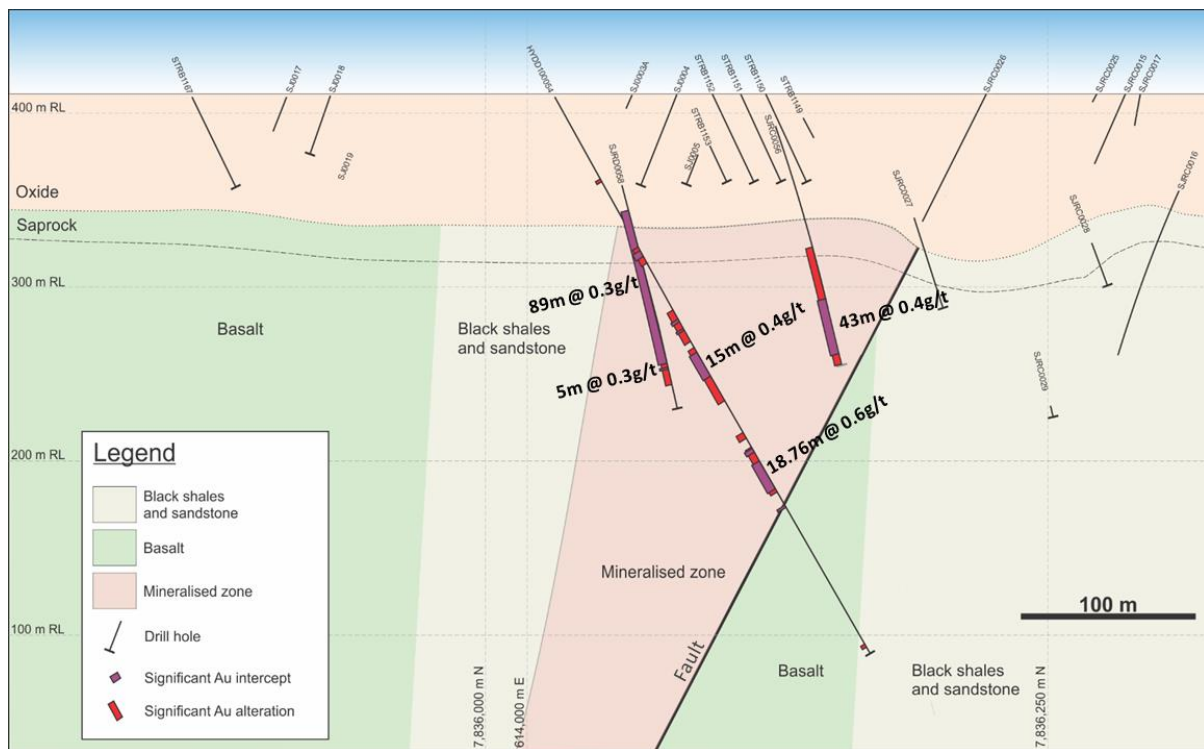 STRB1167
SJ0017
SJ0018
HYDD100054
SJ0003A
SJ0004
STRB1152
STRB1151
STRB1150
STRB1149
SJRC0026
SJRC0025
SJRC0015
SJRC0017
400 m RL
SJ0019
SJRD0058
SJ0005
STRB1153
SJRC0056
SJRC0027
SJRC0028
SJRC0016
Oxide
Saprock
300 m RL
89m @ 0.3g/t
15m @ 0.4g/t
43m @ 0.4g/t
Basalt
Black shales
and sandstone
5m @ 0.3g/t
SJRC0029
18.76m @ 0.6g/t
200 m RL
Legend
Black shales
and sandstone
Basalt
Mineralised zone
Drill hole
Significant Au intercept
Significant Au alteration
Mineralised zone
100 m
100 m RL
Fault
Basalt
Black shales
and sandstone
7,836,000 m N
614,000 m E
7,836,250 m N